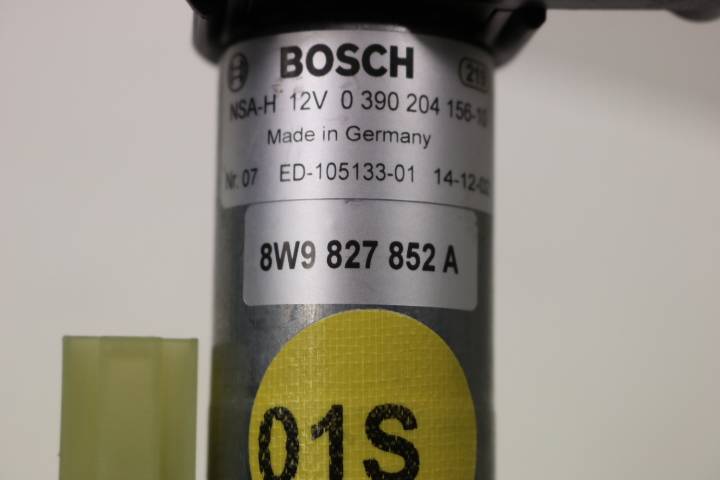 BOSCH
NSA-H 12V 0 390 204 156-10
Made in Germany
Nr. 07 ED-105133-01 14-12-
8W9 827 852 A
01S